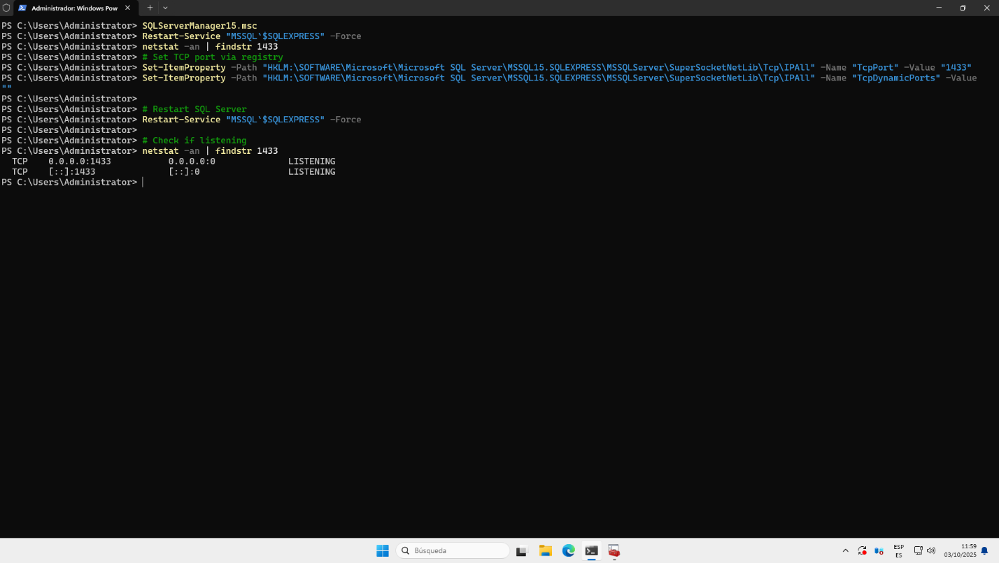 Administrador: Windows Pow
PS C:\Users\Administrator> SQLServerManager15.msc
PS C:\Users\Administrator> Restart-Service "MSSQL`$SQLEXPRESS" -Force
PS C:\Users\Administrator> netstat -an | findstr 1433
PS C:\Users\Administrator> # Set TCP port via registry
PS C:\Users\Administrator> Set-ItemProperty -Path "HKLM:\SOFTWARE\Microsoft\Microsoft SQL Server\MSSQL15.SQLEXPRESS\MSSQLServer\SuperSocketNetLib\Tcp\IPAll" -Name "TcpPort" -Value "1433"
PS C:\Users\Administrator> Set-ItemProperty -Path "HKLM:\SOFTWARE\Microsoft\Microsoft SQL Server\MSSQL15.SQLEXPRESS\MSSQLServer\SuperSocketNetLib\Tcp\IPAll" -Name "TcpDynamicPorts" -Value
""
PS C:\Users\Administrator>
PS C:\Users\Administrator> # Restart SQL Server
PS C:\Users\Administrator> Restart-Service "MSSQL`$SQLEXPRESS" -Force
PS C:\Users\Administrator>
PS C:\Users\Administrator> # Check if listening
PS C:\Users\Administrator> netstat -an | findstr 1433
  TCP    0.0.0.0:1433           0.0.0.0:0              LISTENING
  TCP    [::]:1433              [::]:0                 LISTENING
PS C:\Users\Administrator>
Búsqueda
ESP
ES
11:59
03/10/2025